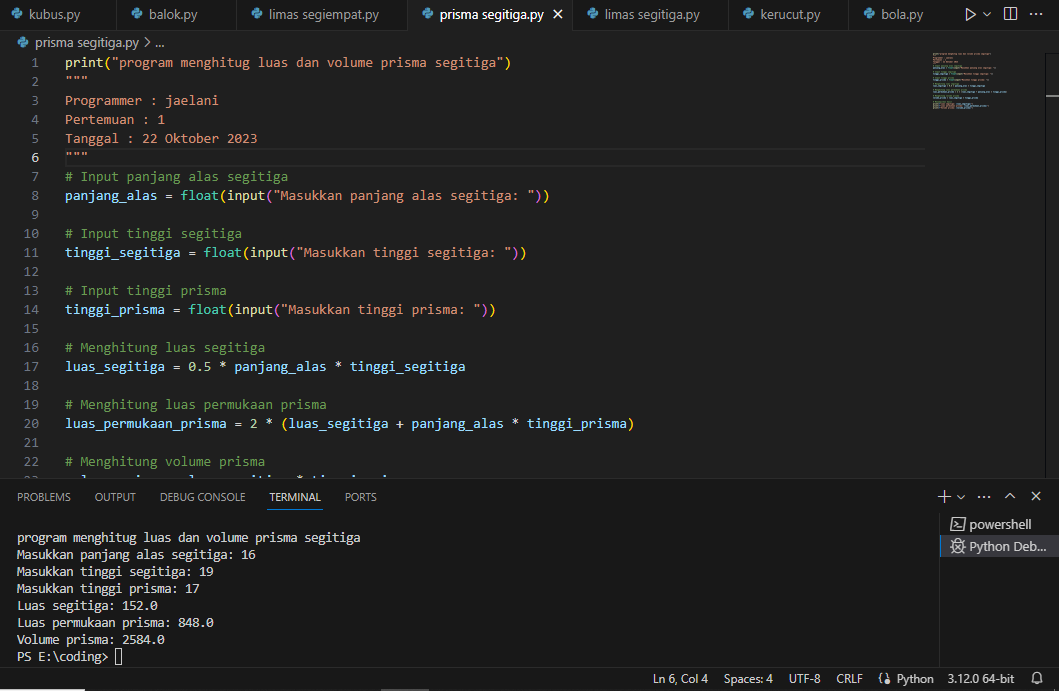 kubus.py balok.py limas segiempat.py prisma segitiga.py limas segitiga.py kerucut.py bola.py
prisma segitiga.py > ...
1 print("program menghitug luas dan volume prisma segitiga")
2 """
3 Programmer : jaelani
4 Pertemuan : 1
5 Tanggal : 22 Oktober 2023
6 """
7 # Input panjang alas segitiga
8 panjang_alas = float(input("Masukkan panjang alas segitiga: "))
9
10 # Input tinggi segitiga
11 tinggi_segitiga = float(input("Masukkan tinggi segitiga: "))
12
13 # Input tinggi prisma
14 tinggi_prisma = float(input("Masukkan tinggi prisma: "))
15
16 # Menghitung luas segitiga
17 luas_segitiga = 0.5 * panjang_alas * tinggi_segitiga
18
19 # Menghitung luas permukaan prisma
20 luas_permukaan_prisma = 2 * (luas_segitiga + panjang_alas * tinggi_prisma)
21
22 # Menghitung volume prisma
PROBLEMS OUTPUT DEBUG CONSOLE TERMINAL PORTS
program menghitug luas dan volume prisma segitiga
Masukkan panjang alas segitiga: 16
Masukkan tinggi segitiga: 19
Masukkan tinggi prisma: 17
Luas segitiga: 152.0
Luas permukaan prisma: 848.0
Volume prisma: 2584.0
PS E:\coding>
powershell
Python Deb...
Ln 6, Col 4 Spaces: 4 UTF-8 CRLF Python 3.12.0 64-bit